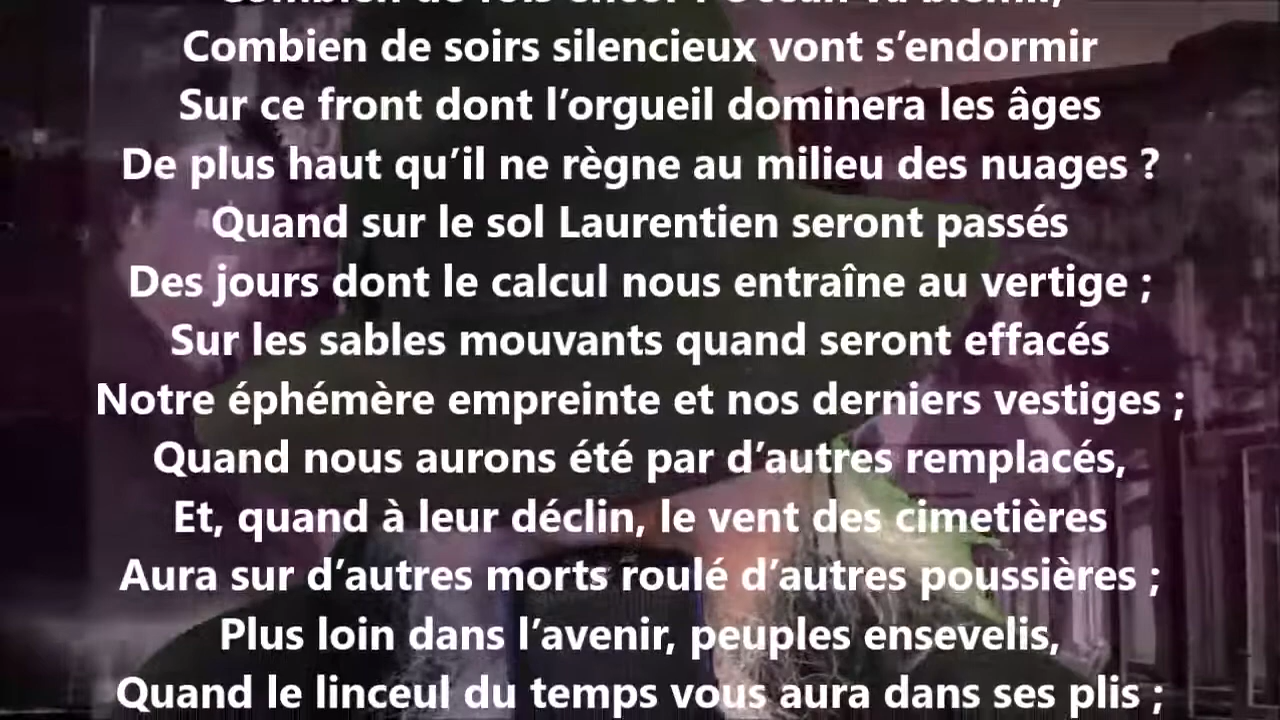 Combien de soirs silencieux vont s’endormir
Sur ce front dont l’orgueil dominera les âges
De plus haut qu’il ne règne au milieu des nuages ?
Quand sur le sol Laurentien seront passés
Des jours dont le calcul nous entraîne au vertige ;
Sur les sables mouvants quand seront effacés
Notre éphémère empreinte et nos derniers vestiges ;
Quand nous aurons été par d’autres remplacés,
Et, quand à leur déclin, le vent des cimetières
Aura sur d’autres morts roulé d’autres poussières ;
Plus loin dans l’avenir, peuples ensevelis,
Quand le linceul du temps vous aura dans ses plis ;